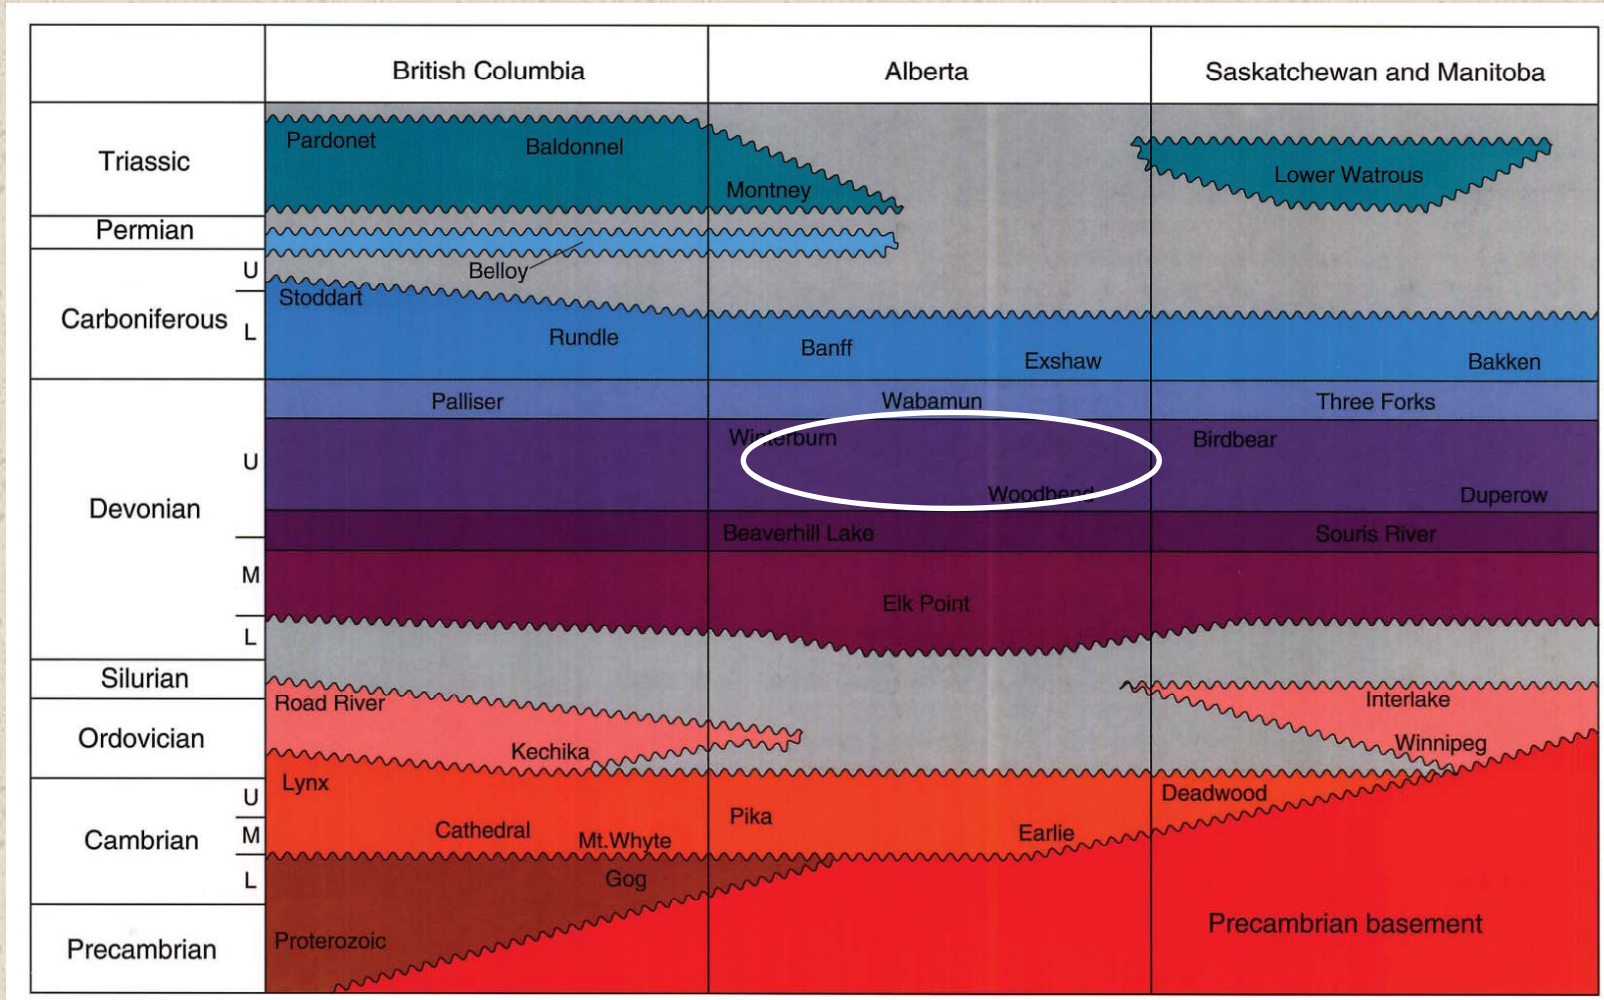 British Columbia
Alberta
Saskatchewan and Manitoba
Triassic
Pardonet
Baldonnel
Montney
Lower Watrous
Permian
Belloy
Carboniferous
U
L
Stoddart
Rundle
Banff
Exshaw
Bakken
Devonian
U
M
L
Palliser
Wabamun
Three Forks
Winterburn
Woodbend
Birdbear
Duperow
Beaverhill Lake
Souris River
Elk Point
Silurian
Interlake
Ordovician
Road River
Kechika
Winnipeg
Cambrian
U
M
L
Lynx
Cathedral
Mt.Whyte
Pika
Earlie
Deadwood
Gog
Precambrian
Proterozoic
Precambrian basement